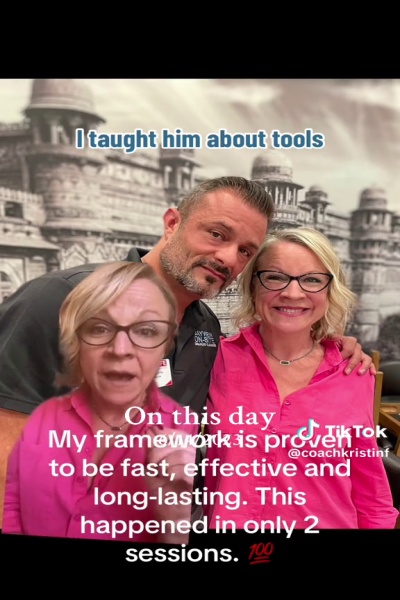 I taught him about tools
On this day
My framework is proven
to be fast, effective and
long-lasting. This
happened in only 2
sessions. 💯
TikTok
@coachkristinf